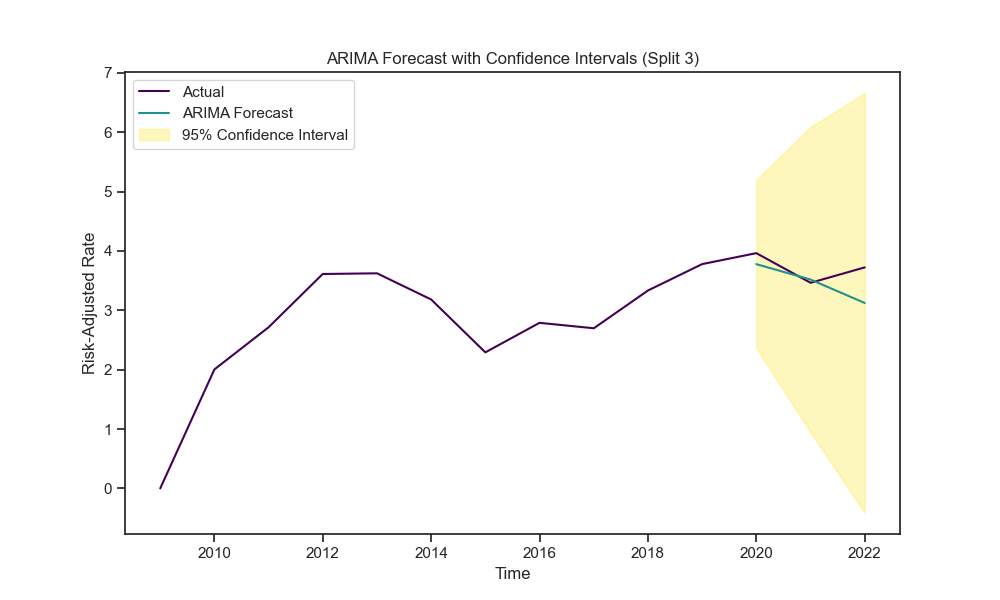 ARIMA Forecast with Confidence Intervals (Split 3)
Actual
ARIMA Forecast
95% Confidence Interval
Risk-Adjusted Rate
7
6
5
4
3
2
1
0
2010 2012 2014 2016 2018 2020 2022
Time